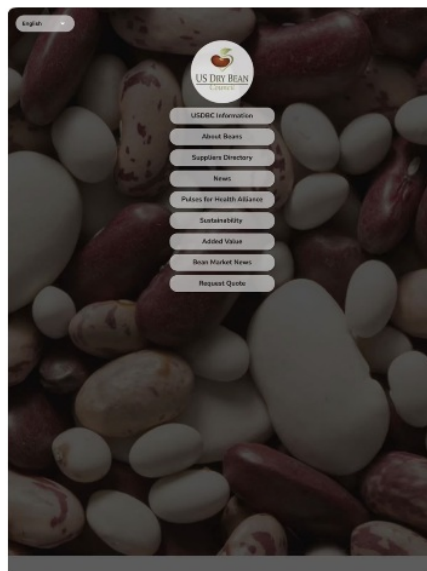 English
US DRY BEAN
COUNCIL
USDBC Information
About Beans
Suppliers Directory
News
Pulses for Health Alliance
Sustainability
Added Value
Bean Market News
Request Quote